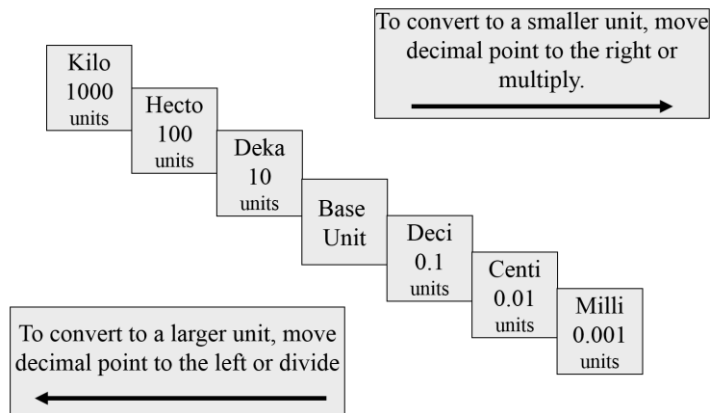 To convert to a smaller unit, move
decimal point to the right or
multiply.
Kilo
1000
units
Hecto
100
units
Deka
10
units
Base
Unit
Deci
0.1
units
Centi
0.01
units
Milli
0.001
units
To convert to a larger unit, move
decimal point to the left or divide